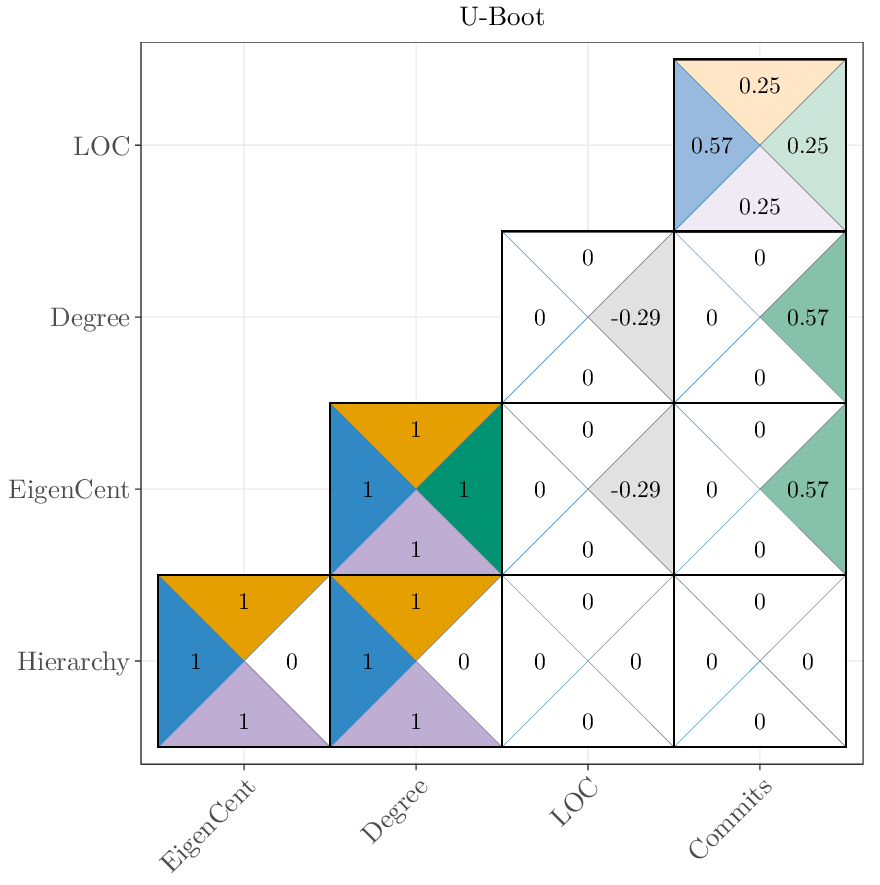 U-Boot
0.25
LOC 0.57 0.25
0.25
0 0
Degree 0 -0.29 0 0.57
0 0
1 0 0
EigenCent 1 1 0 -0.29 0 0.57
1 0 0
1 1 0 0
Hierarchy 1 0 1 0 0 0 0 0
1 1 0 0
EigenCent Degree LOC Commits